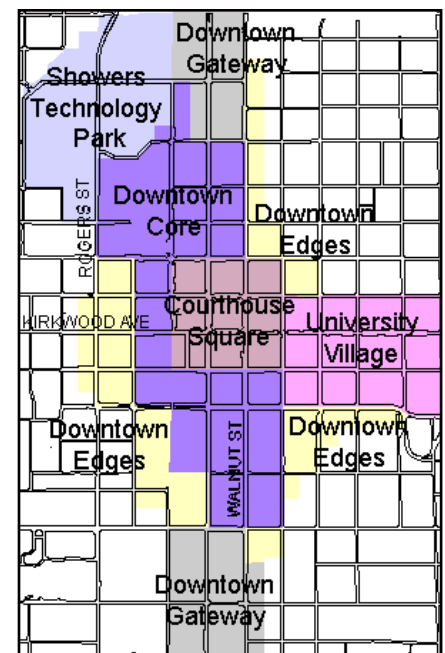 Downtown
Gateway
Showers
Technology
Park
ROGERS ST
Downtown
Core
Downtown
Edges
KIRKWOOD AVE
Courthouse
Square
University
Village
Downtown
Edges
WALNUT ST
Downtown
Edges
Downtown
Gateway